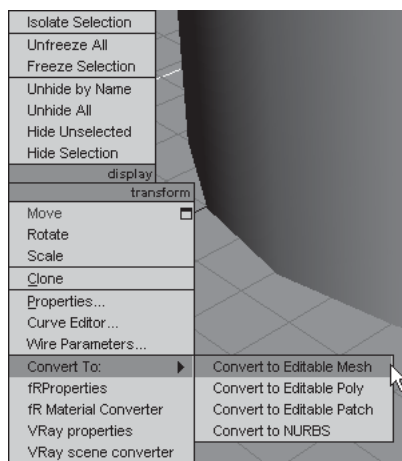 Isolate Selection
Unfreeze All
Freeze Selection
Unhide by Name
Unhide All
Hide Unselected
Hide Selection
display
transform
Move
Rotate
Scale
Clone
Properties...
Curve Editor...
Wire Parameters...
Convert To:
Convert to Editable Mesh
Convert to Editable Poly
Convert to Editable Patch
Convert to NURBS
fRProperties
fR Material Converter
VRay properties
VRay scene converter